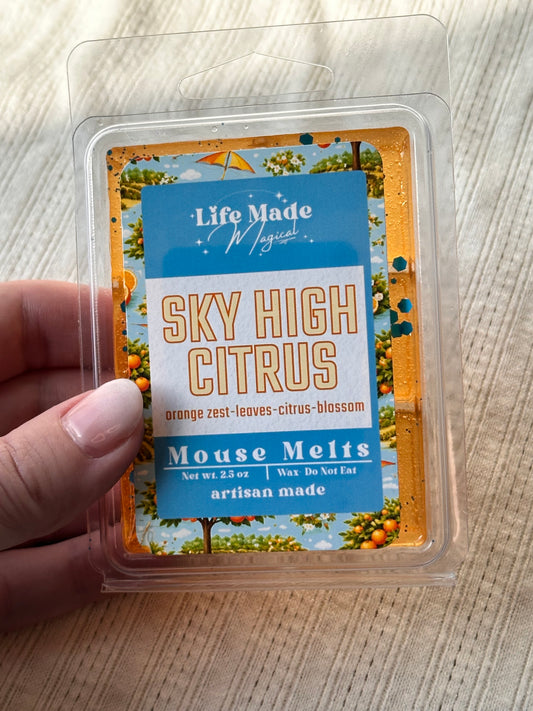 Life Made
Magical
SKY HIGH
CITRUS
orange zest-leaves-citrus-blossom
Mouse Melts
Net wt. 2.5 oz | Wax- Do Not Eat
artisan made